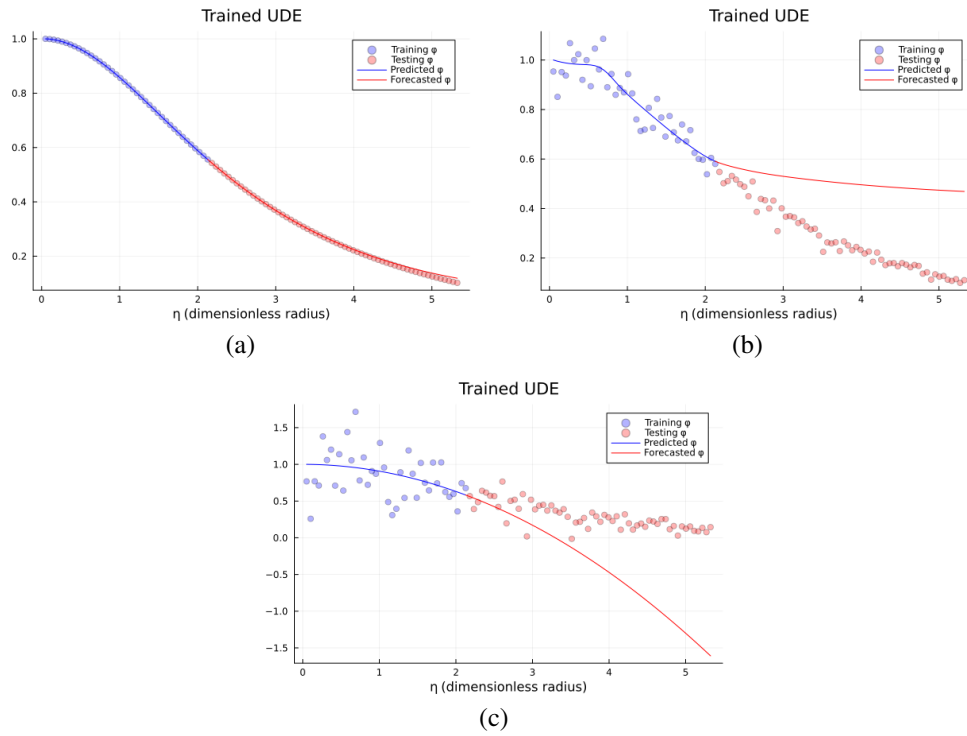 Trained UDE
1.0
0.8
0.6
0.4
0.2
0
1
2
3
4
5
η (dimensionless radius)
Training φ
Testing φ
Predicted φ
Forecasted φ
(a)
Trained UDE
1.0
0.8
0.6
0.4
0.2
0
1
2
3
4
5
η (dimensionless radius)
Training φ
Testing φ
Predicted φ
Forecasted φ
(b)
Trained UDE
1.5
1.0
0.5
0.0
−0.5
−1.0
−1.5
0
1
2
3
4
5
η (dimensionless radius)
Training φ
Testing φ
Predicted φ
Forecasted φ
(c)